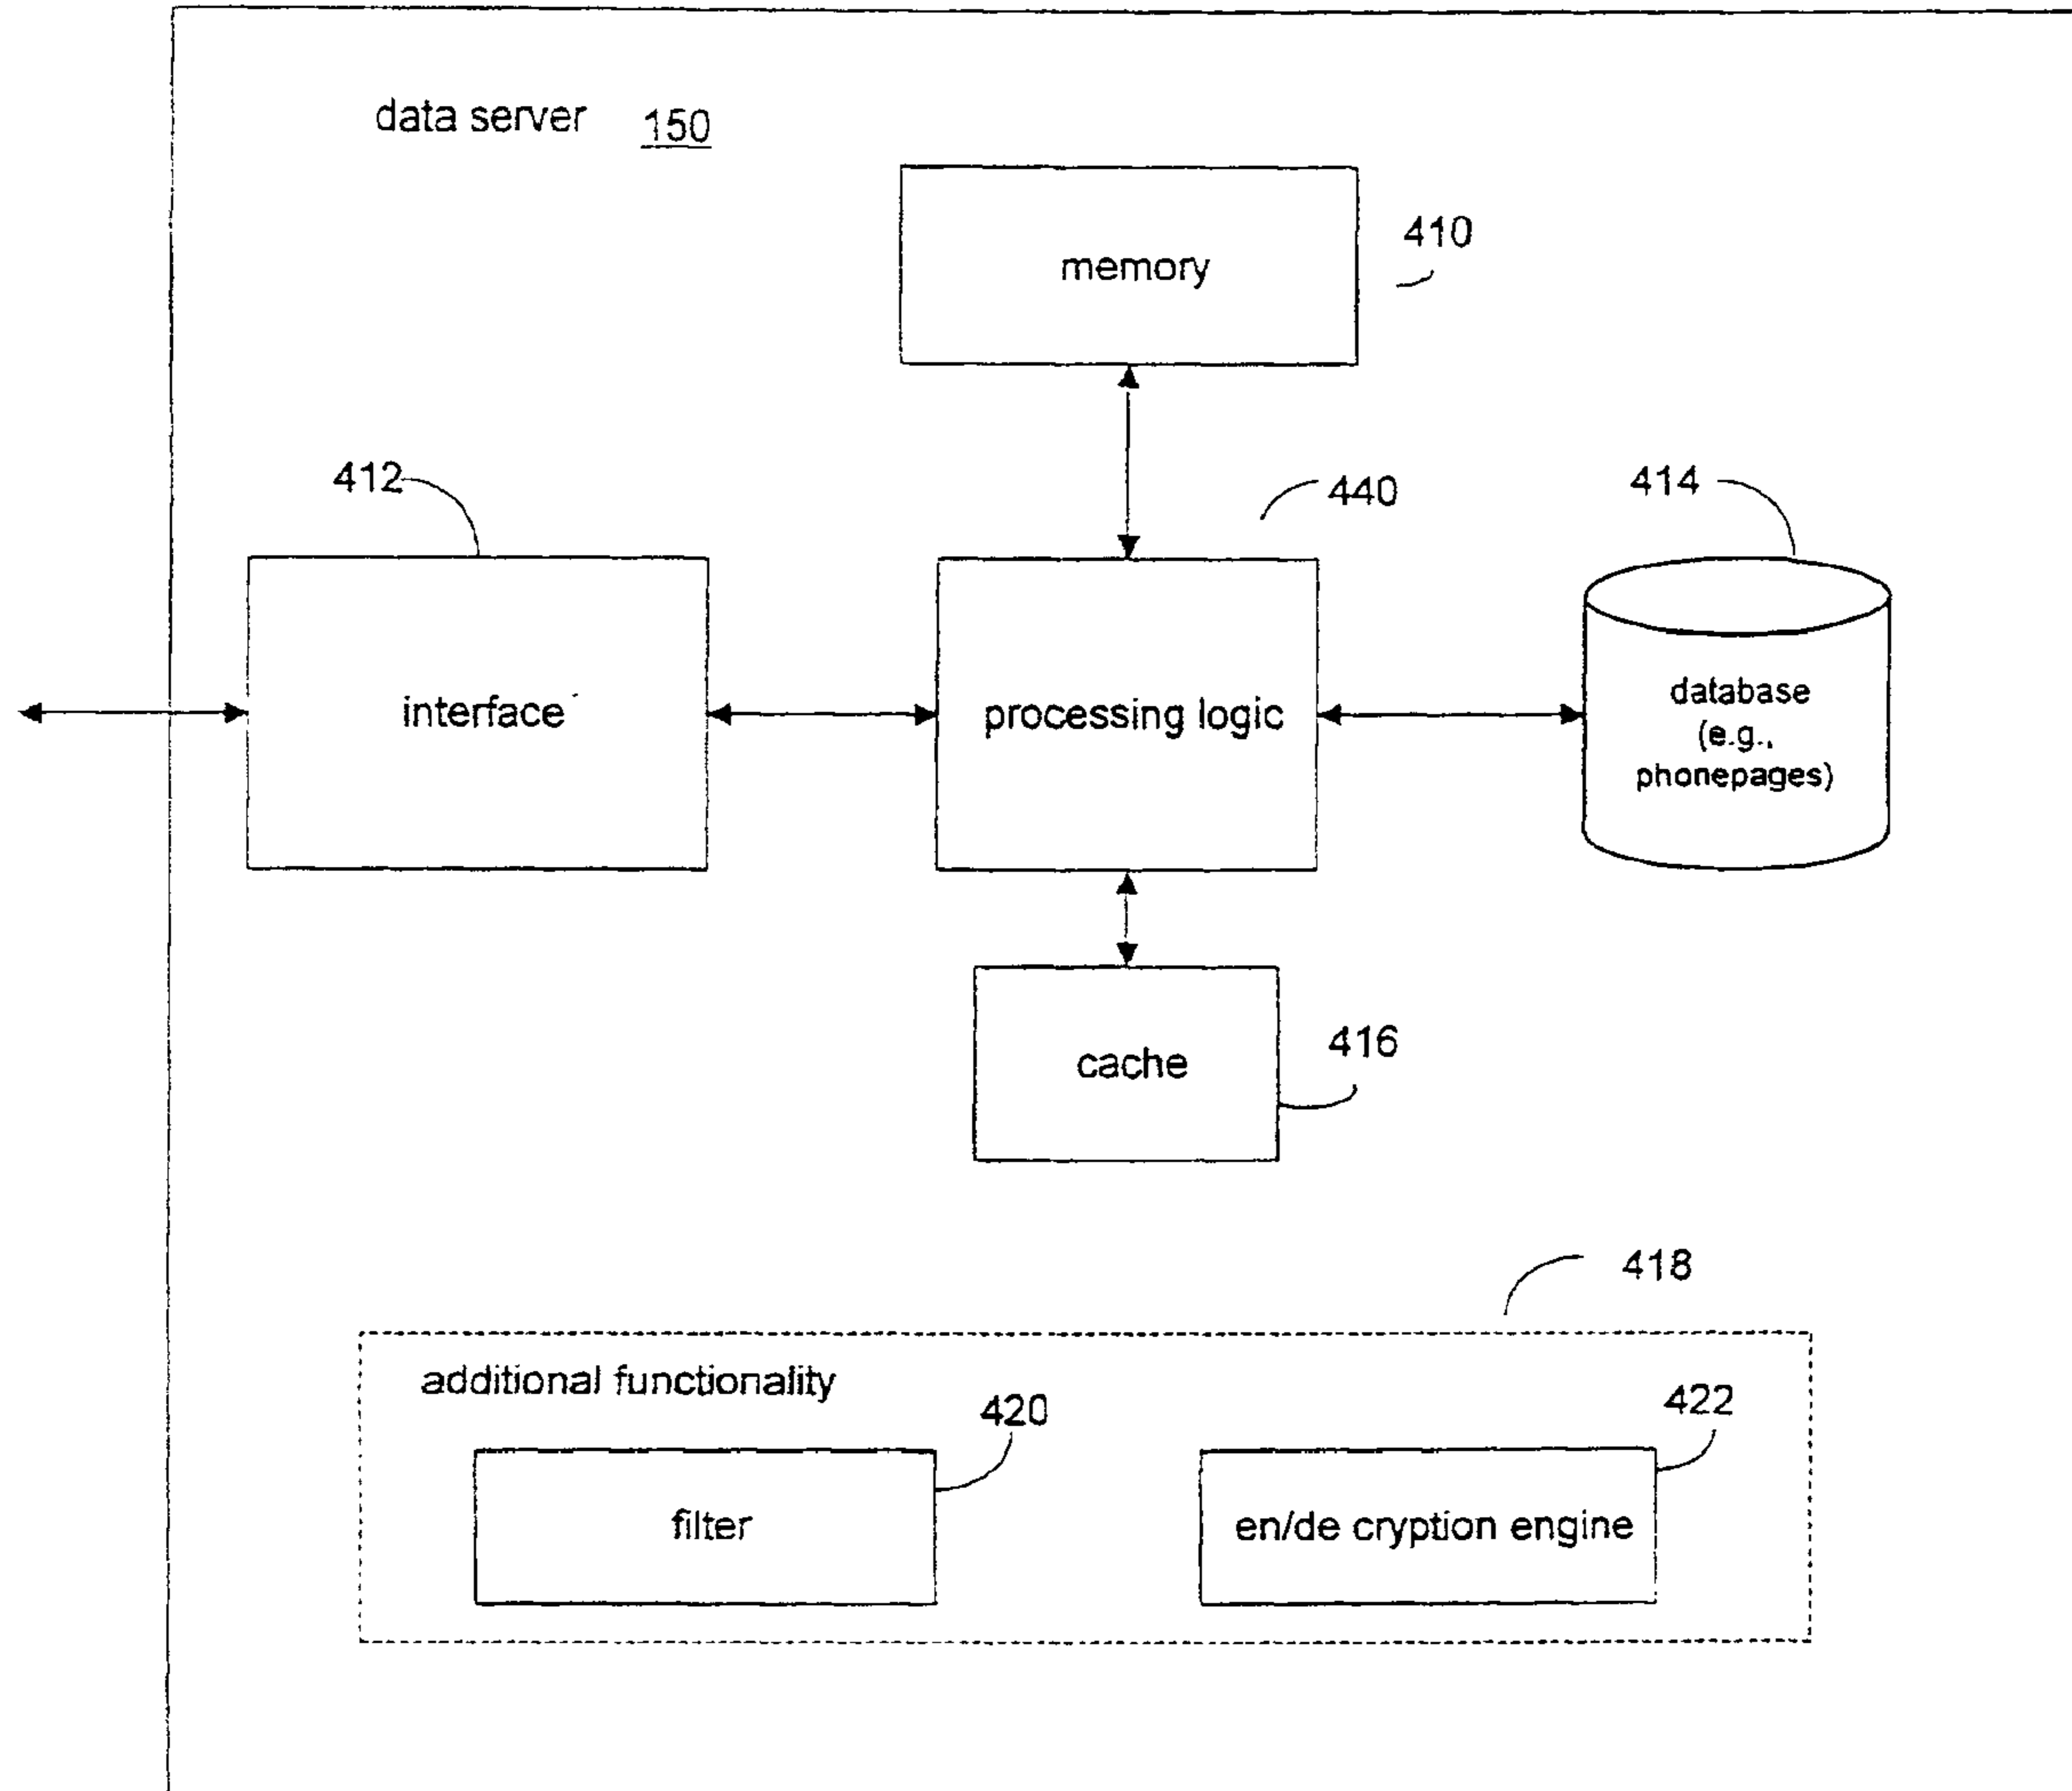 data server 150
memory
410
412
440
414
interface
processing logic
database
(e.g.,
phonepages)
cache
416
418
additional functionality
420
422
filter
en/de cryption engine